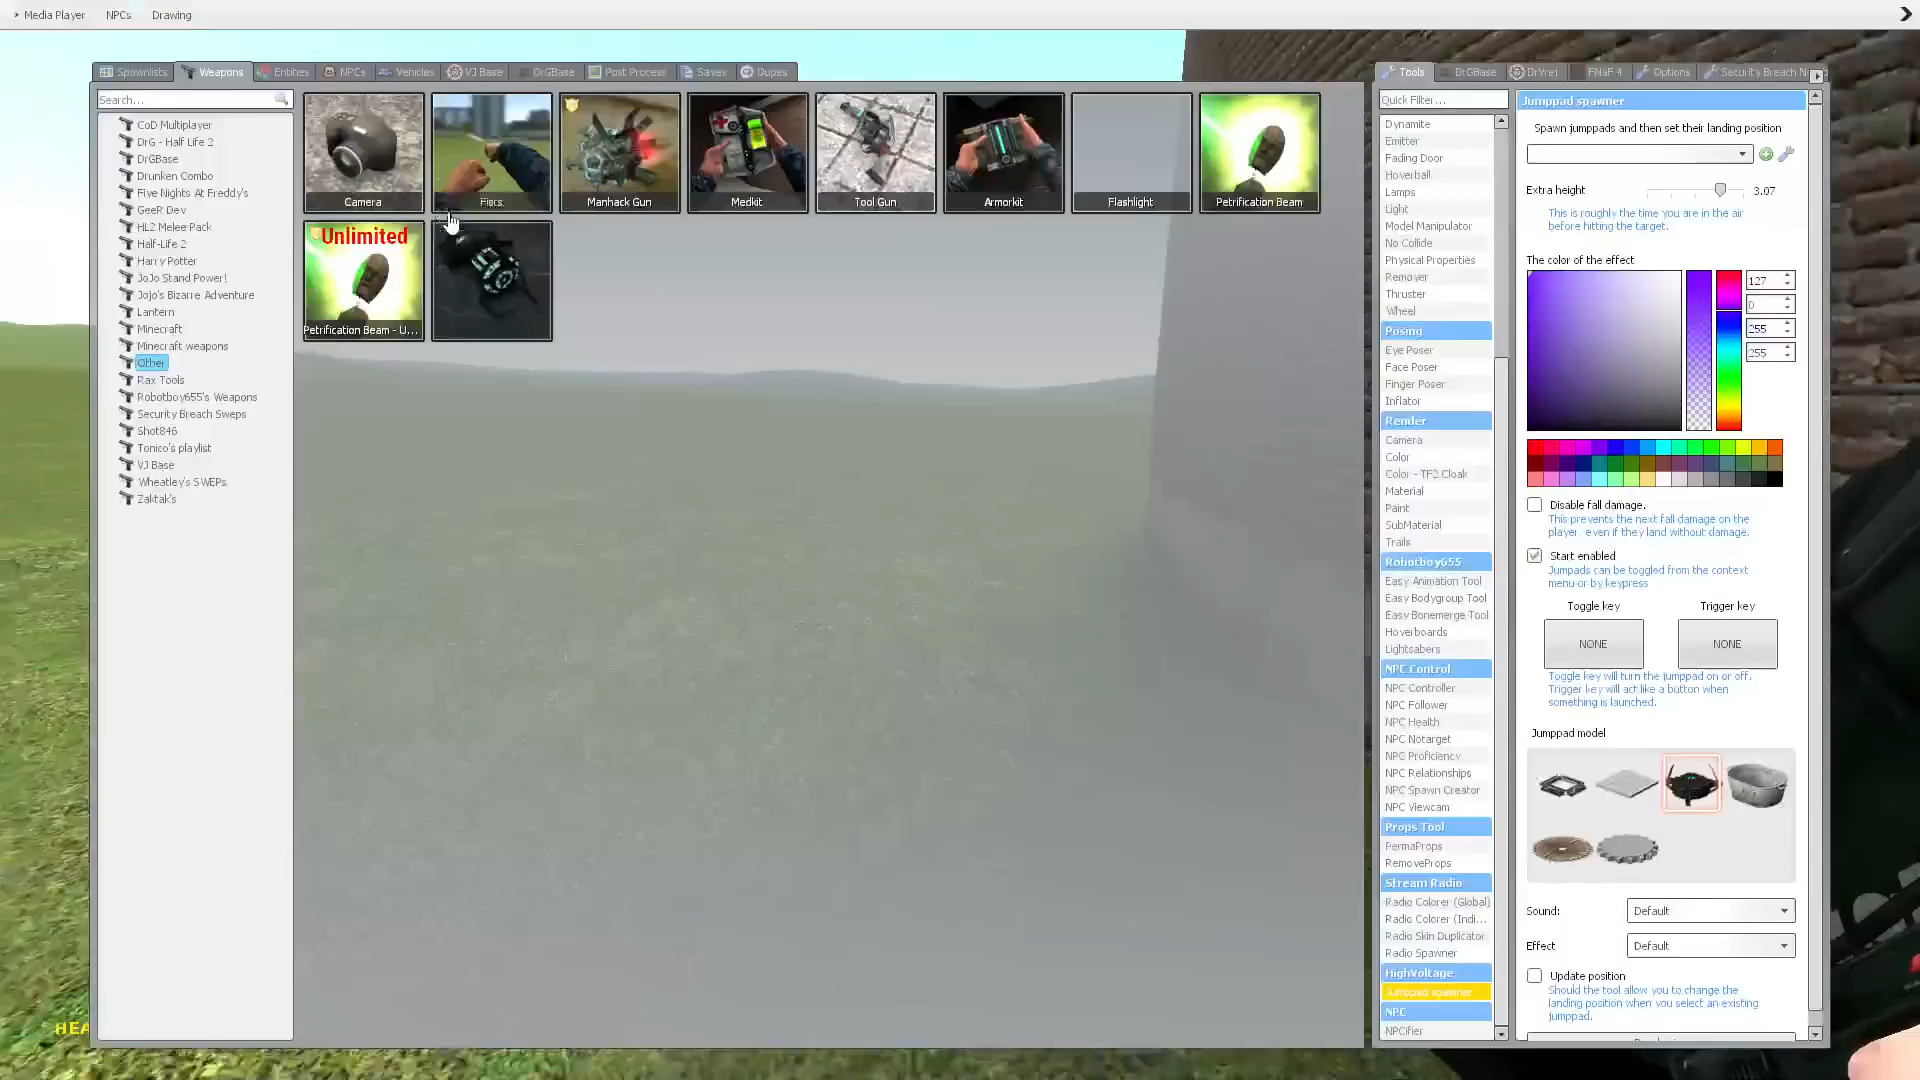 Media Player NPCs Drawing
Spawnlists Weapons Entities NPCs Vehicles VJ Base DrGBase Post Process Saves Dupes
Search...
CoD Multiplayer
DrG - Half Life 2
DrGBase
Drunken Combo
Five Nights At Freddy's
GeeR Dev
HL2 Melee Pack
Half-Life 2
Harry Potter
JoJo Stand Power!
Jojo's Bizarre Adventure
Lantern
Minecraft
Minecraft weapons
Other
Rax Tools
Robotboy655's Weapons
Security Breach Sweps
Shot846
Tonico's playlist
VJ Base
Wheatley's SWEPs
Zaktak's
Camera
Fists
Manhack Gun
Medkit
Tool Gun
Armorkit
Flashlight
Petrification Beam
Unlimited
Petrification Beam - U...
HEA
Tools DrGBase DrVrej FNaF 4 Options Security Breach N
Quick Filter...
Dynamite
Emitter
Fading Door
Hoverball
Lamps
Light
Model Manipulator
No Collide
Physical Properties
Remover
Thruster
Wheel
Posing
Eye Poser
Face Poser
Finger Poser
Inflator
Render
Camera
Color
Color - TF2 Cloak
Material
Paint
SubMaterial
Trails
Robotboy655
Easy Animation Tool
Easy Bodygroup Tool
Easy Bonemerge Tool
Hoverboards
Lightsabers
NPC Control
NPC Controller
NPC Follower
NPC Health
NPC Notarget
NPC Proficiency
NPC Relationships
NPC Spawn Creator
NPC Viewcam
Props Tool
PermaProps
RemoveProps
Stream Radio
Radio Colorer (Global)
Radio Colorer (Indi...
Radio Skin Duplicator
Radio Spawner
HighVoltage
Jumppad spawner
NPC
NPCifier
Jumppad spawner
Spawn jumppads and then set their landing position
Extra height 3.07
This is roughly the time you are in the air
before hitting the target.
The color of the effect
127
0
255
255
Disable fall damage.
This prevents the next fall damage on the
player, even if they land without damage.
Start enabled
Jumpads can be toggled from the context
menu or by keypress
Toggle key Trigger key
NONE NONE
Toggle key will turn the jumppad on or off.
Trigger key will act like a button when
something is launched.
Jumppad model
Sound: Default
Effect Default
Update position
Should the tool allow you to change the
landing position when you select an existing
jumppad.